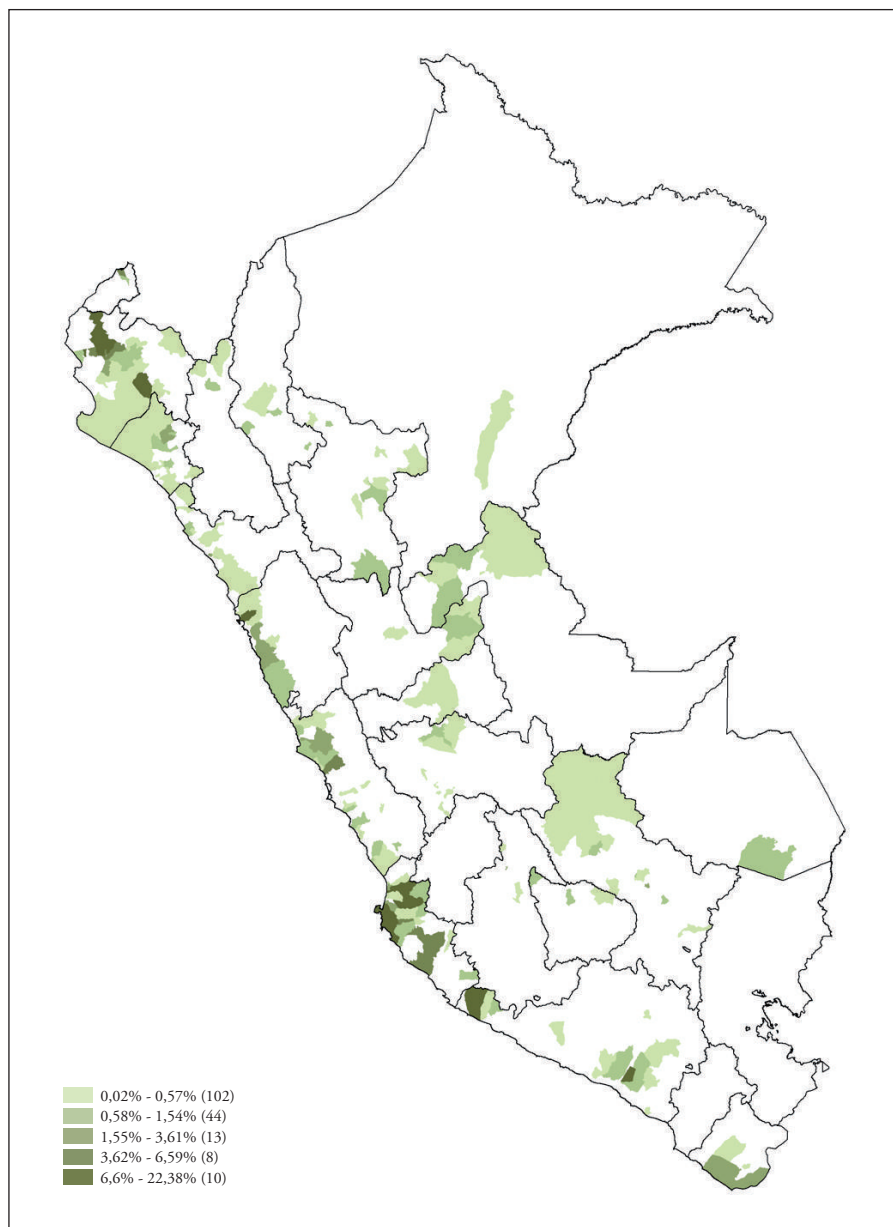 0,02% - 0,57% (102)
0,58% - 1,54% (44)
1,55% - 3,61% (13)
3,62% - 6,59% (8)
6,6% - 22,38% (10)